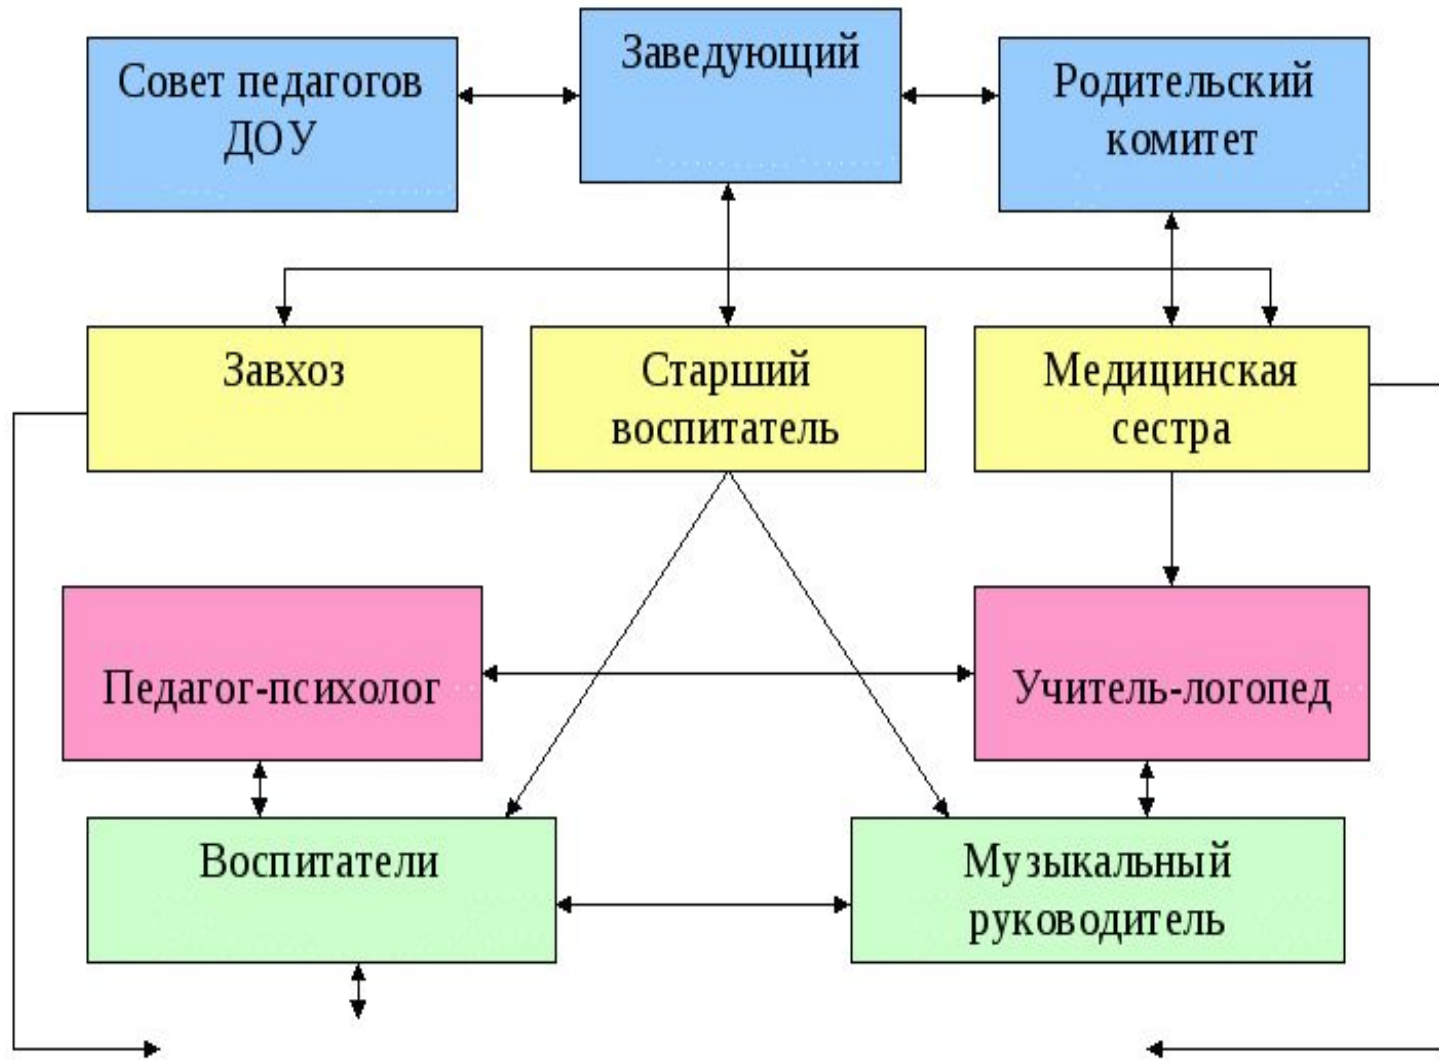 Совет педагогов
ДОУ
Заведующий
Родительский
комитет
Завхоз
Старший
воспитатель
Медицинская
сестра
Педагог-психолог
Учитель-логопед
Воспитатели
Музыкальный
руководитель